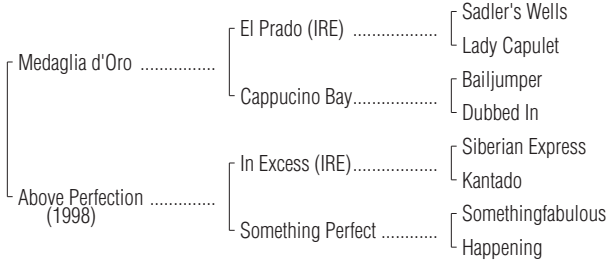 Sadler's Wells
El Prado (IRE) ..................
Lady Capulet
Medaglia d'Oro ................
Bailjumper
Cappucino Bay..................
Dubbed In
Siberian Express
In Excess (IRE)..................
Kantado
Above Perfection ..............
(1998)
Somethingfabulous
Something Perfect ............
Happening